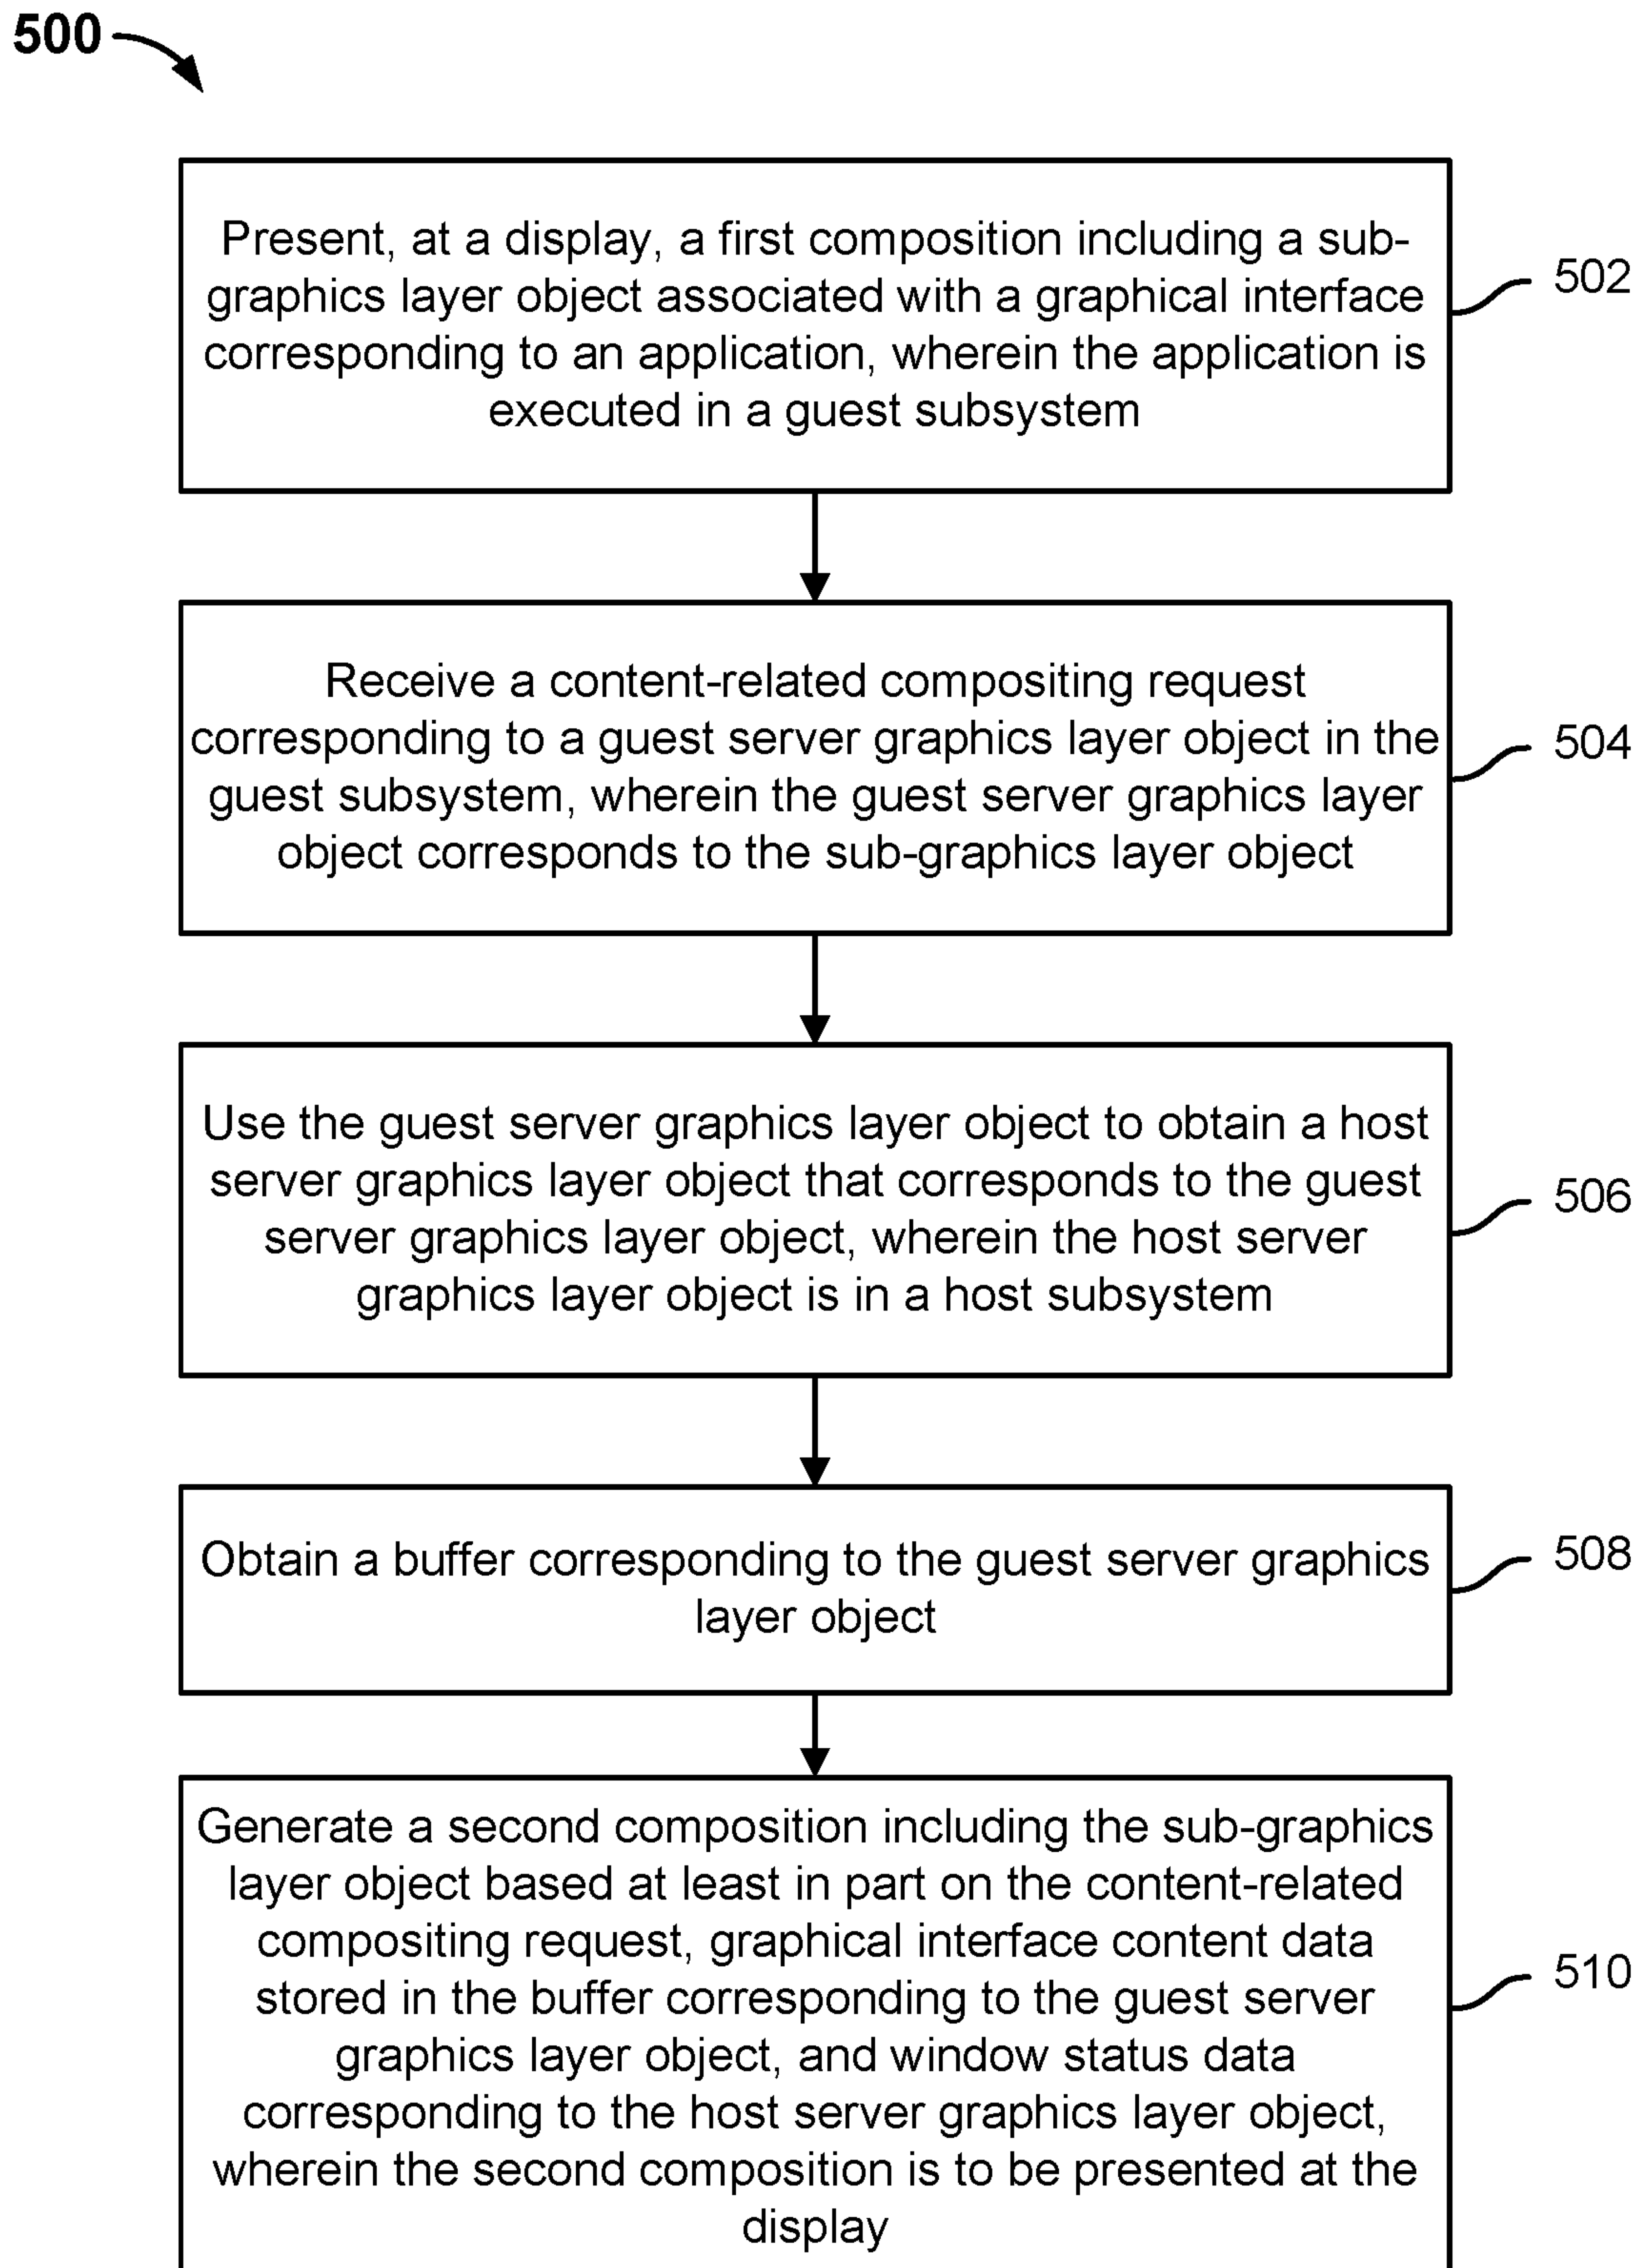 500
Present, at a display, a first composition including a sub-
graphics layer object associated with a graphical interface
corresponding to an application, wherein the application is
executed in a guest subsystem
502
Receive a content-related compositing request
corresponding to a guest server graphics layer object in the
guest subsystem, wherein the guest server graphics layer
object corresponds to the sub-graphics layer object
504
Use the guest server graphics layer object to obtain a host
server graphics layer object that corresponds to the guest
server graphics layer object, wherein the host server
graphics layer object is in a host subsystem
506
Obtain a buffer corresponding to the guest server graphics
layer object
508
Generate a second composition including the sub-graphics
layer object based at least in part on the content-related
compositing request, graphical interface content data
stored in the buffer corresponding to the guest server
graphics layer object, and window status data
corresponding to the host server graphics layer object,
wherein the second composition is to be presented at the
display
510